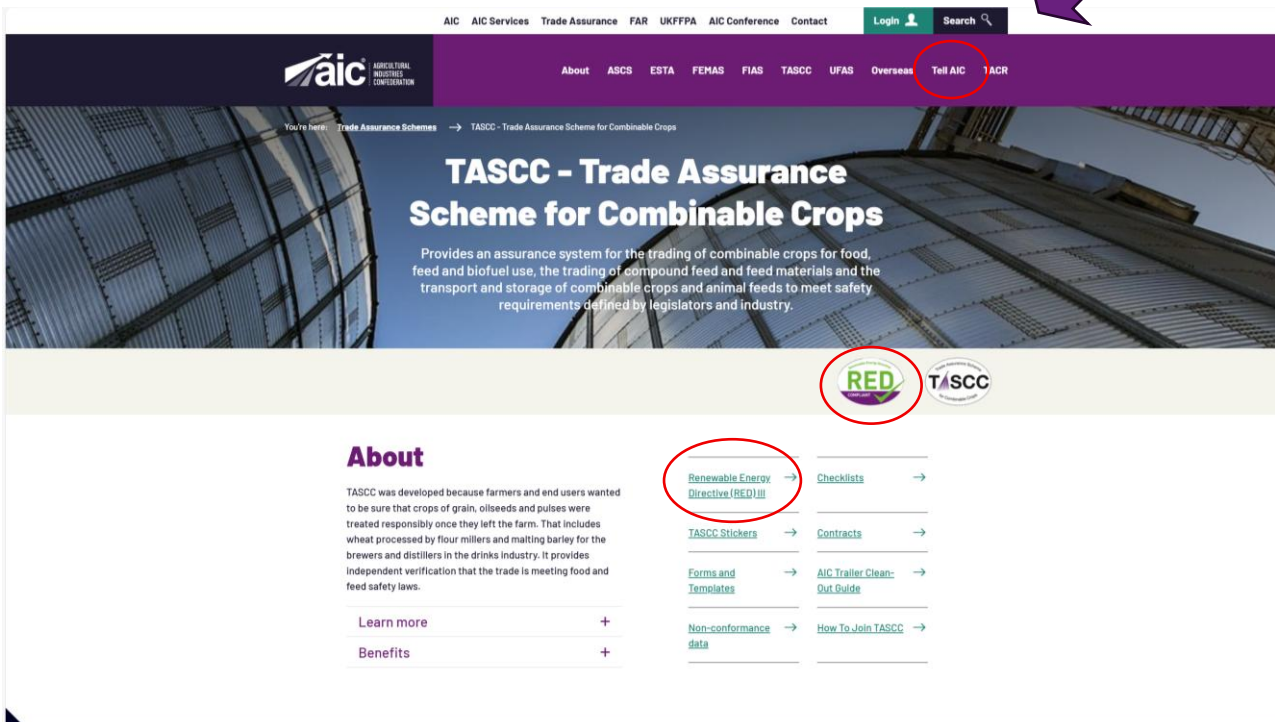 AIC AIC Services Trade Assurance FAR UKFFPA AIC Conference Contact Login Search
aic AGRICULTURAL
INDUSTRIES
CONFEDERATION
About ASCS ESTA FEMAS FIAS TASCC UFAS Overseas Tell AIC TACR
You're here: Trade Assurance Schemes → TASCC - Trade Assurance Scheme for Combinable Crops
TASCC - Trade Assurance
Scheme for Combinable Crops
Provides an assurance system for the trading of combinable crops for food,
feed and biofuel use, the trading of compound feed and feed materials and the
transport and storage of combinable crops and animal feeds to meet safety
requirements defined by legislators and industry.
RED
COMPLIANT
Trade Assurance Scheme
TASCC
for Combinable Crops
About
TASCC was developed because farmers and end users wanted
to be sure that crops of grain, oilseeds and pulses were
treated responsibly once they left the farm. That includes
wheat processed by flour millers and malting barley for the
brewers and distillers in the drinks industry. It provides
independent verification that the trade is meeting food and
feed safety laws.
Learn more +
Benefits +
Renewable Energy →
Directive (RED) III
Checklists →
TASCC Stickers →
Contracts →
Forms and →
Templates
AIC Trailer Clean- →
Out Guide
Non-conformance →
data
How To Join TASCC →